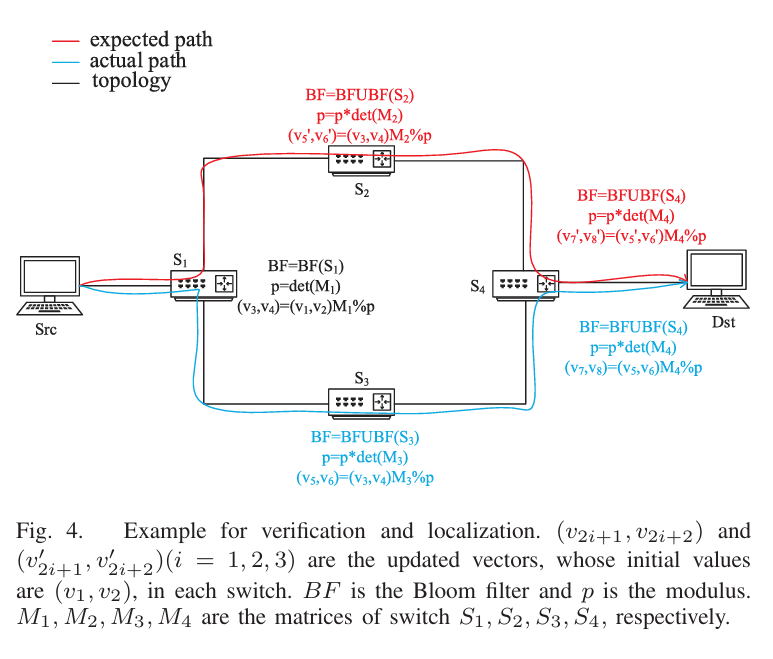 expected path
actual path
topology
BF=BFUBF(S₂)
p=p*det(M₂)
(v₅',v₆')=(v₃,v₄)M₂%p
S₂
BF=BFUBF(S₄)
p=p*det(M₄)
(v₇',v₈')=(v₅',v₆')M₄%p
S₁
BF=BF(S₁)
p=det(M₁)
(v₃,v₄)=(v₁,v₂)M₁%p
S₄
Src
Dst
BF=BFUBF(S₄)
p=p*det(M₄)
(v₇,v₈)=(v₅,v₆)M₄%p
S₃
BF=BFUBF(S₃)
p=p*det(M₃)
(v₅,v₆)=(v₃,v₄)M₃%p
Fig. 4. Example for verification and localization. (v₂ᵢ₊₁, v₂ᵢ₊₂) and
(v′₂ᵢ₊₁, v′₂ᵢ₊₂)(i = 1, 2, 3) are the updated vectors, whose initial values
are (v₁, v₂), in each switch. BF is the Bloom filter and p is the modulus.
M₁, M₂, M₃, M₄ are the matrices of switch S₁, S₂, S₃, S₄, respectively.